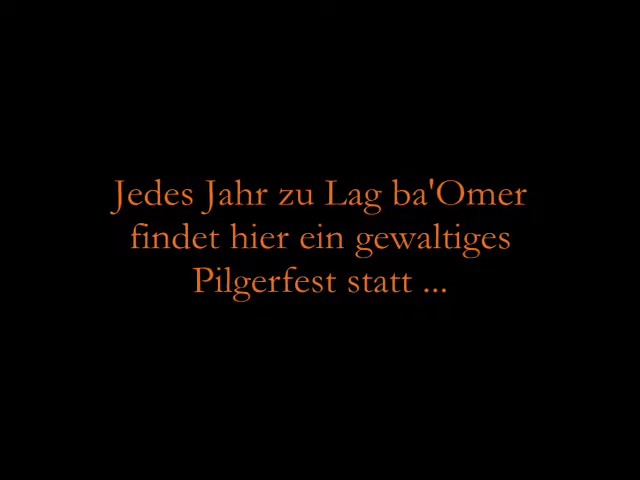 Jedes Jahr zu Lag ba'Omer
findet hier ein gewaltiges
Pilgerfest statt ...